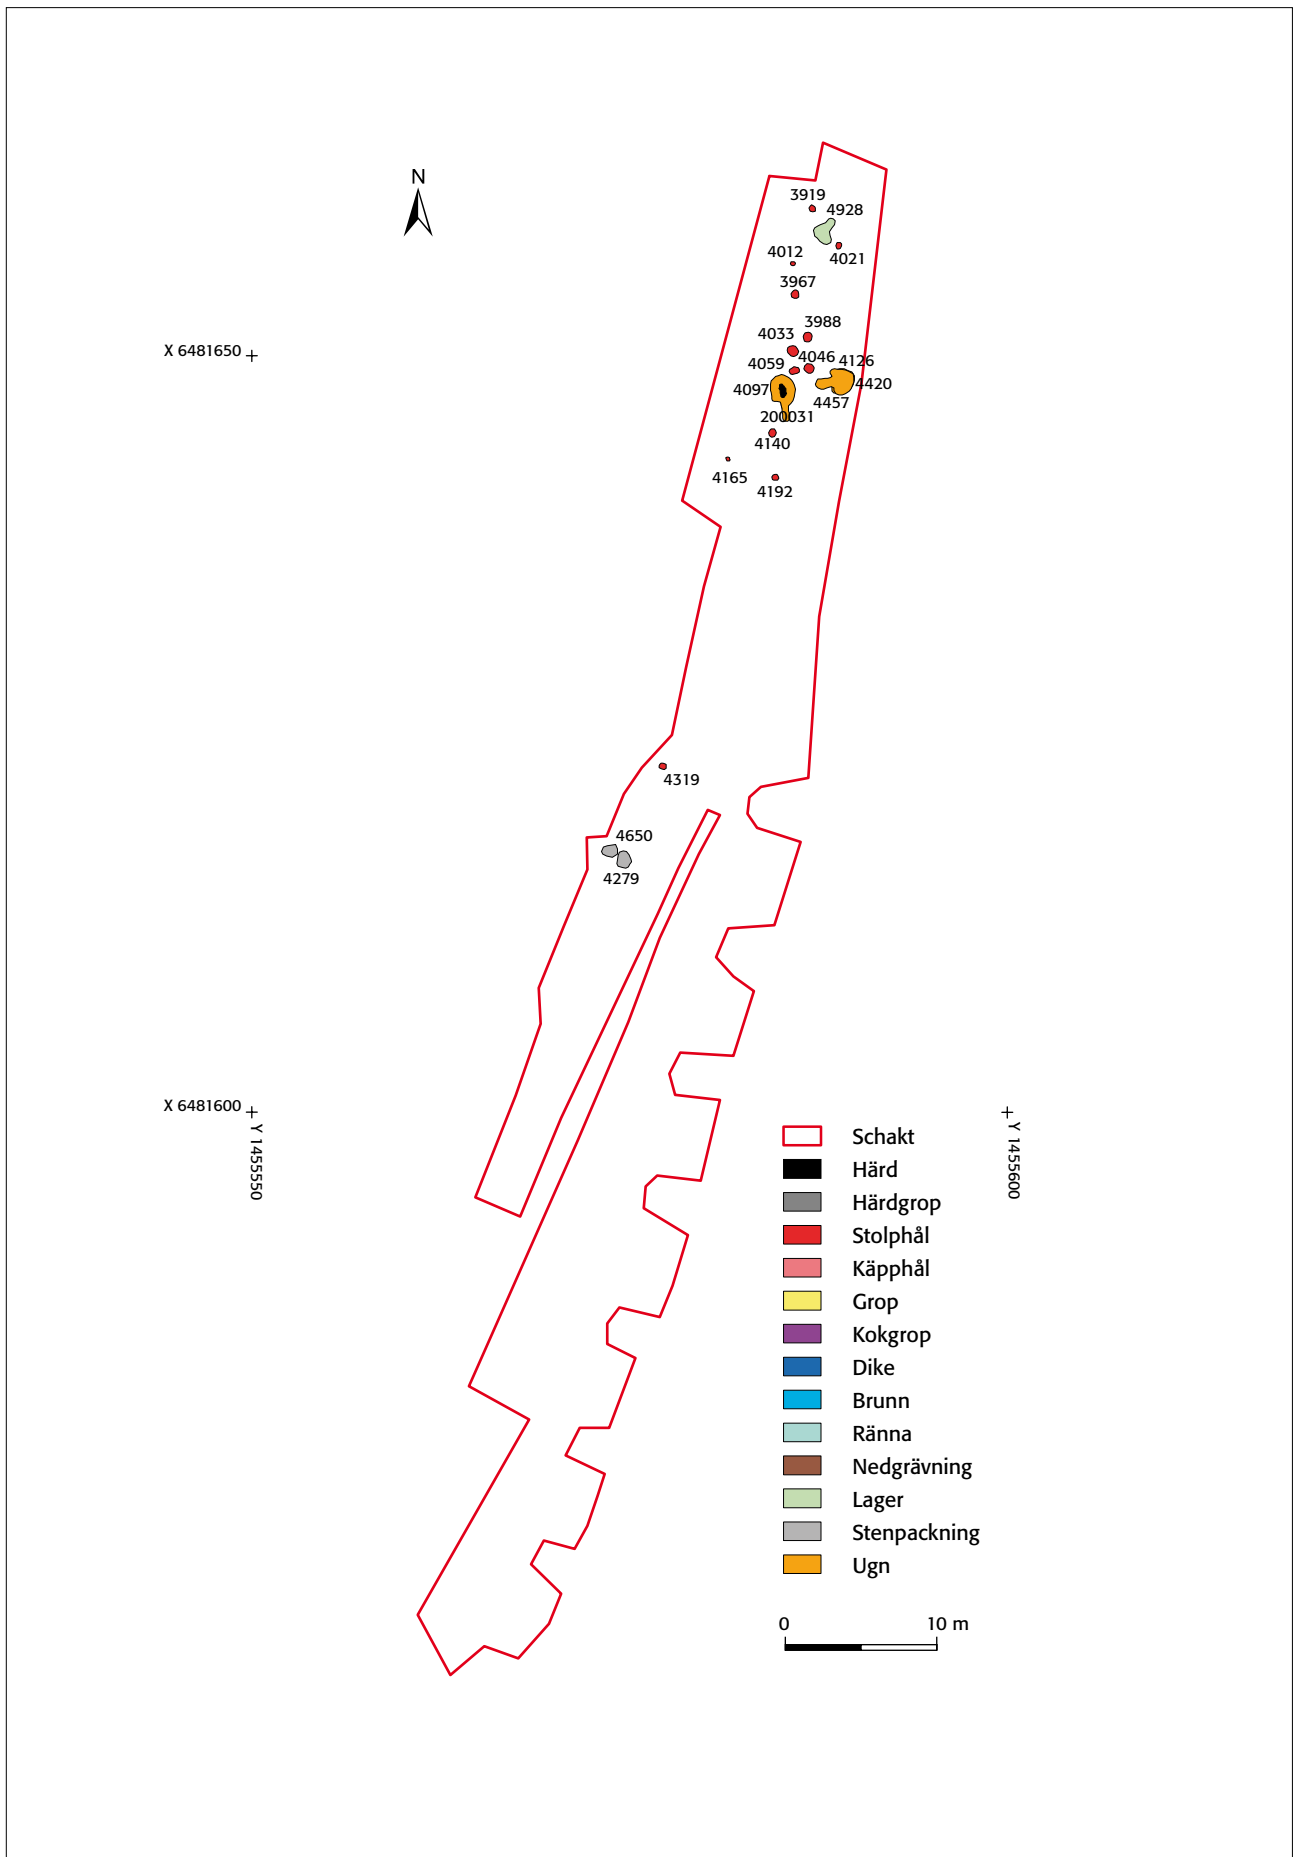 N
3919
4928
4012
4021
3967
3988
4033
X 6481650
4046
4126
4059
4420
4097
4457
200031
4140
4165
4192
4319
4650
4279
X 6481600
Y 1455550
Y 1455600
Schakt
Härd
Härdgrop
Stolphål
Käpphål
Grop
Kokgrop
Dike
Brunn
Ränna
Nedgrävning
Lager
Stenpackning
Ugn
0 10 m